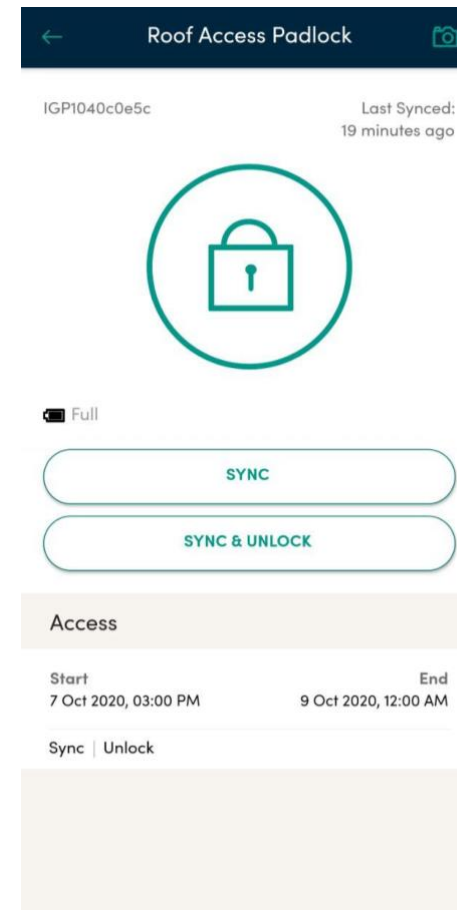 Roof Access Padlock
IGP1040c0e5c
Last Synced:
19 minutes ago
Full
SYNC
SYNC & UNLOCK
Access
Start
End
7 Oct 2020, 03:00 PM
9 Oct 2020, 12:00 AM
Sync | Unlock